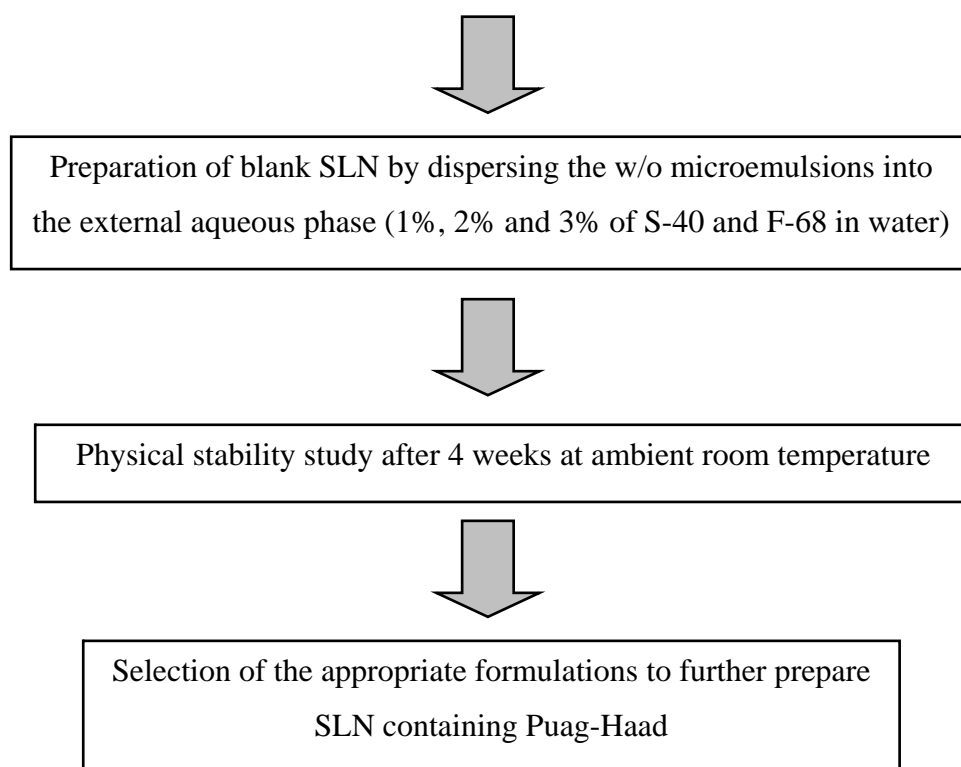 Preparation of blank SLN by dispersing the w/o microemulsions into
the external aqueous phase (1%, 2% and 3% of S-40 and F-68 in water)
Physical stability study after 4 weeks at ambient room temperature
Selection of the appropriate formulations to further prepare
SLN containing Puag-Haad